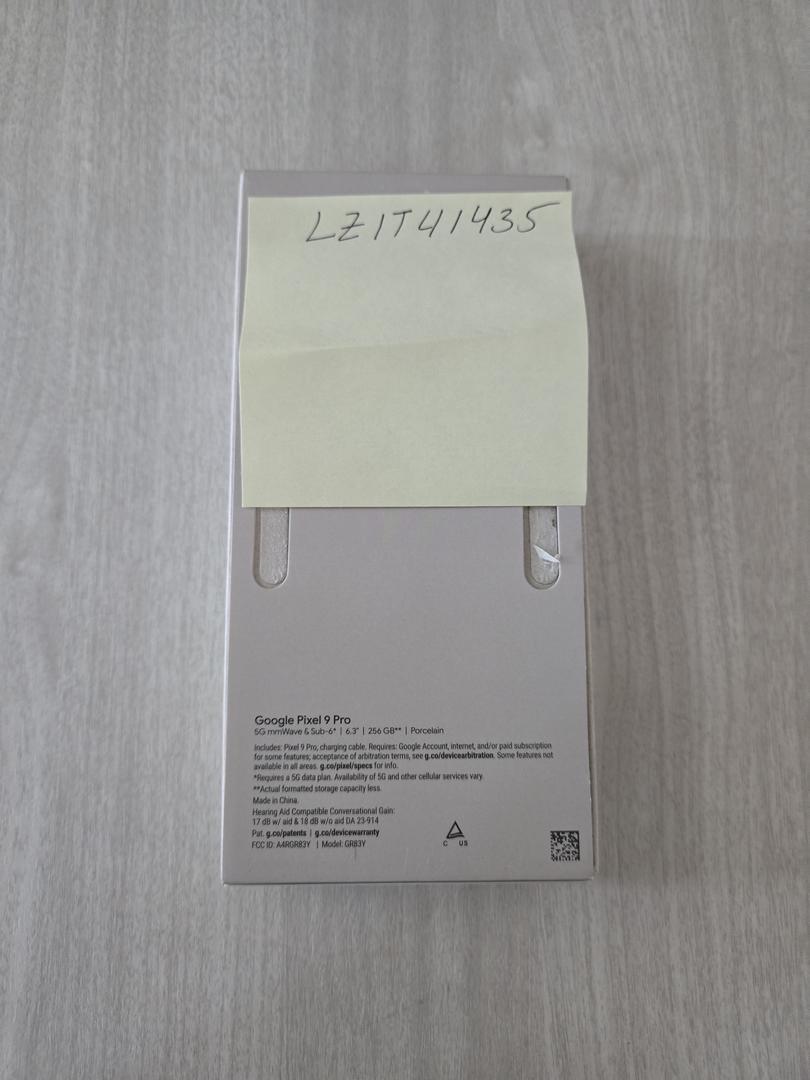 LZ1T41435
Google Pixel 9 Pro
5G mmWave & Sub-6* | 6.3" | 256 GB** | Porcelain
Includes: Pixel 9 Pro, charging cable. Requires: Google Account, internet, and/or paid subscription
for some features; acceptance of arbitration terms, see g.co/devicearbitration. Some features not
available in all areas. g.co/pixel/specs for info.
*Requires a 5G data plan. Availability of 5G and other cellular services vary.
**Actual formatted storage capacity less.
Made in China.
Hearing Aid Compatible Conversational Gain:
17 dB w/ aid & 18 dB w/o aid DA 23-914
Pat. g.co/patents | g.co/devicewarranty
FCC ID: A4RGR83Y | Model: GR83Y
C US